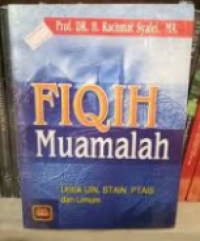 Prof. DR. H. Rachmat Syafei, MA.
FIQIH
Muamalah
Untuk UIN, STAIN, PTAIS
dan Umum